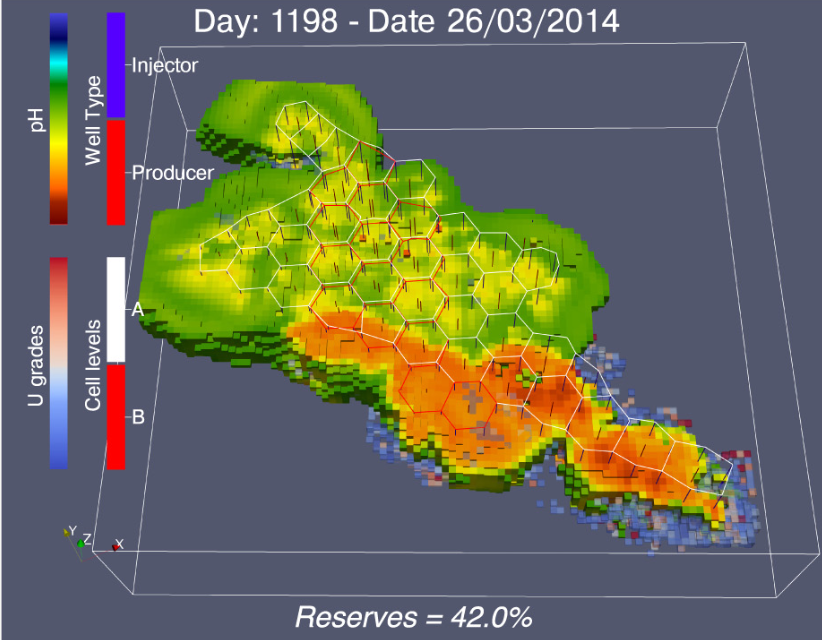 Day: 1198 - Date 26/03/2014
pH
Well Type
Injector
Producer
U grades
Cell levels
A
B
Y
Z
X
Reserves = 42.0%